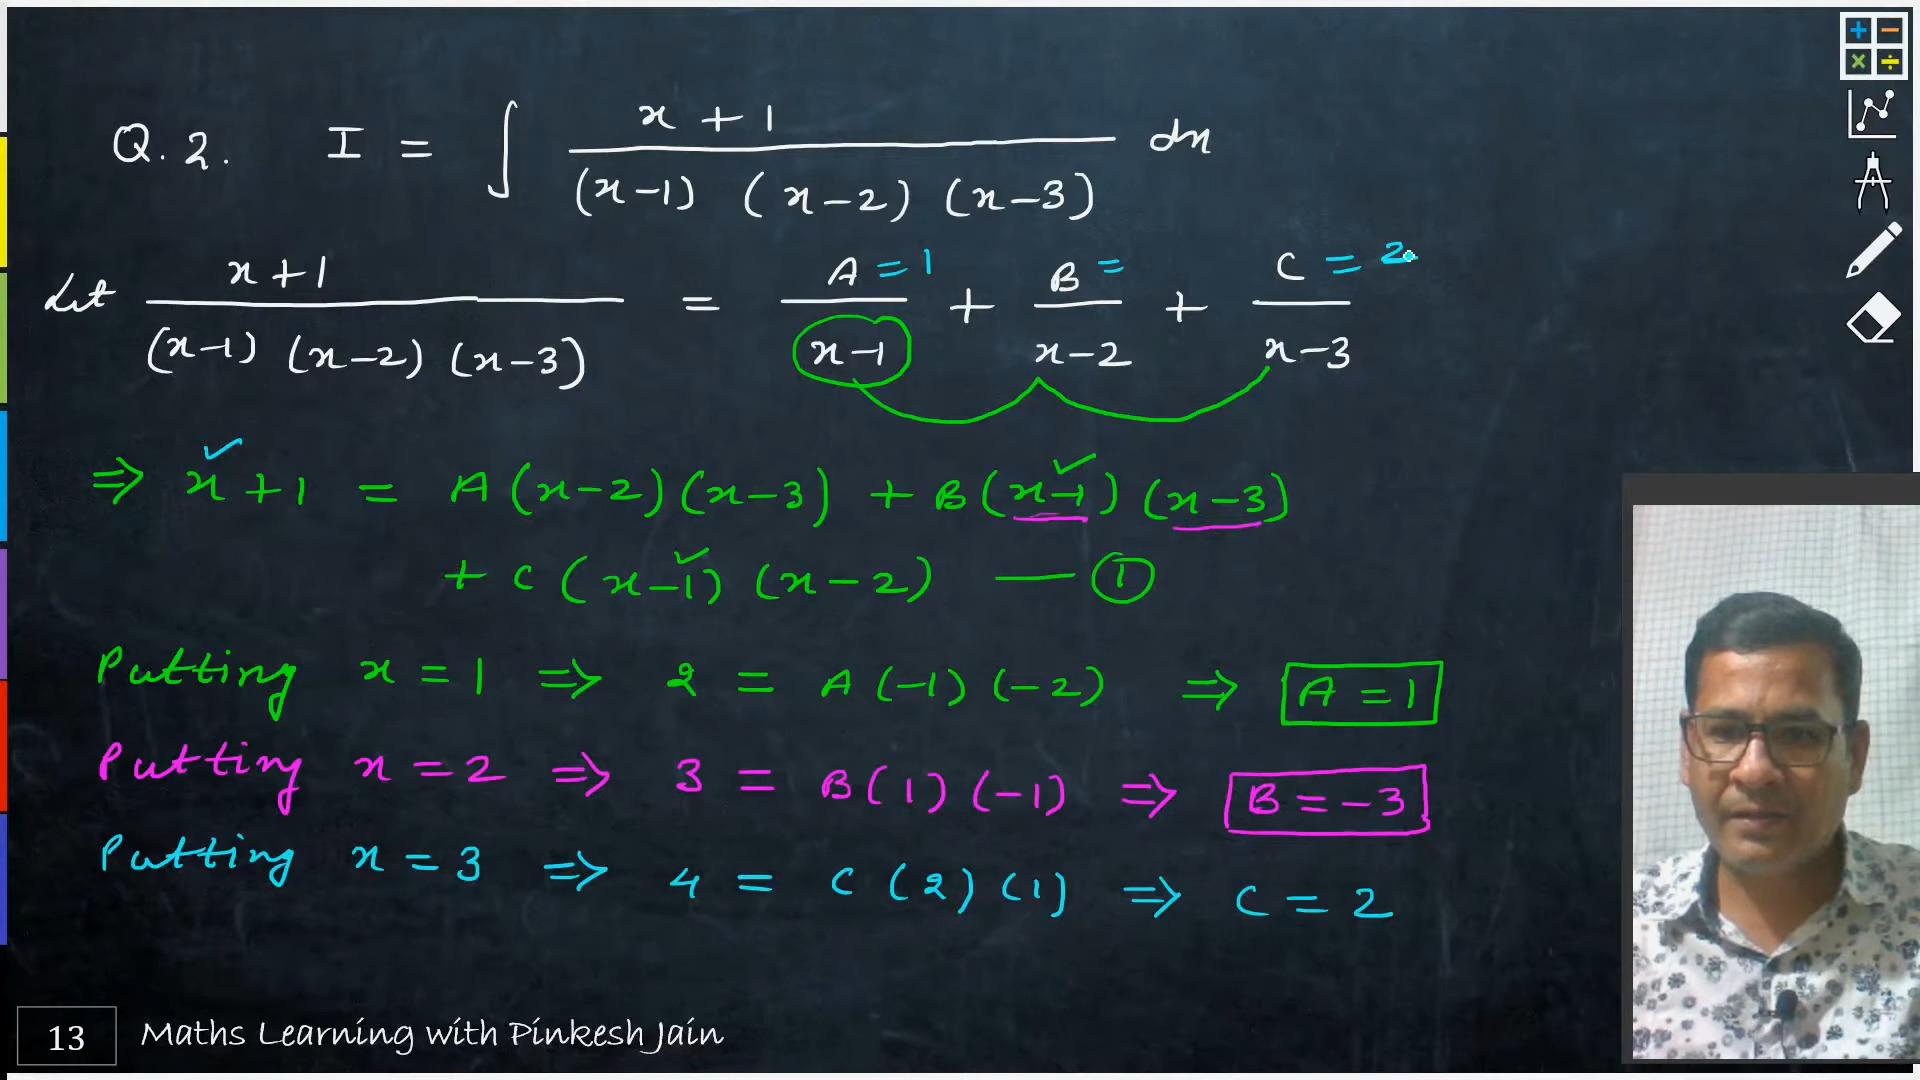 Q.2. I = ∫ x+1 / (x-1) (x-2) (x-3) dx
Let x+1 / (x-1) (x-2) (x-3) = A = 1 / x-1 + B = / x-2 + C = 2 / x-3
⇒ x+1 = A(x-2)(x-3) + B(x-1)(x-3)
+ C(x-1)(x-2) — ①
Putting x = 1 ⇒ 2 = A(-1)(-2) ⇒ A = 1
Putting x = 2 ⇒ 3 = B(1)(-1) ⇒ B = -3
Putting x = 3 ⇒ 4 = C(2)(1) ⇒ C = 2
13 Maths Learning with Pinkesh Jain